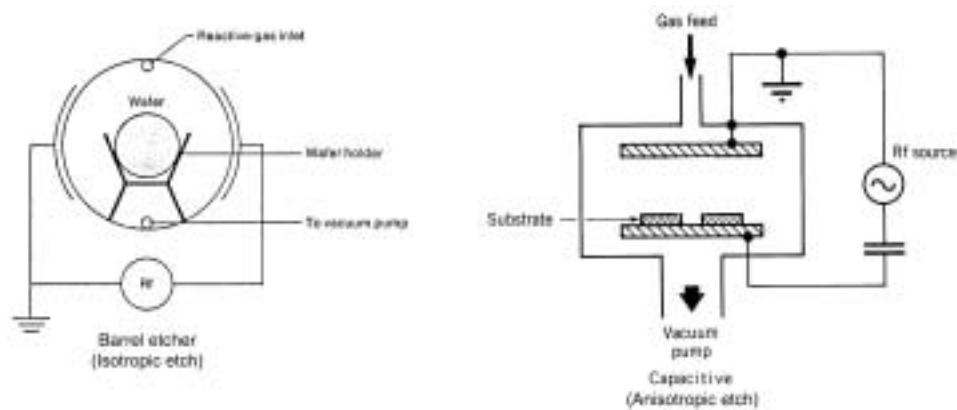 Reactive-gas inlet
Wafer
Wafer holder
To vacuum pump
Rf
Barrel etcher
(Isotropic etch)
Gas feed
Rf source
Substrate
Vacuum
pump
Capacitive
(Anisotropic etch)